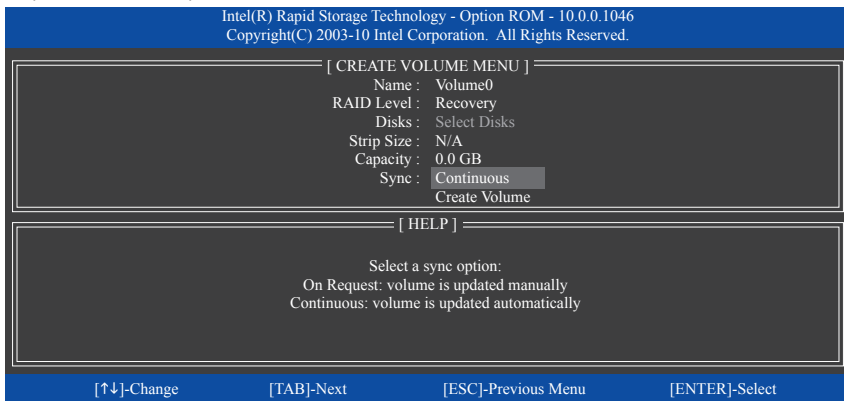 Intel(R) Rapid Storage Technology - Option ROM - 10.0.0.1046
Copyright(C) 2003-10 Intel Corporation. All Rights Reserved.
[ CREATE VOLUME MENU ]
Name : Volume0
RAID Level : Recovery
Disks : Select Disks
Strip Size : N/A
Capacity : 0.0 GB
Sync : Continuous
Create Volume
[ HELP ]
Select a sync option:
On Request: volume is updated manually
Continuous: volume is updated automatically
[↑↓]-Change [TAB]-Next [ESC]-Previous Menu [ENTER]-Select